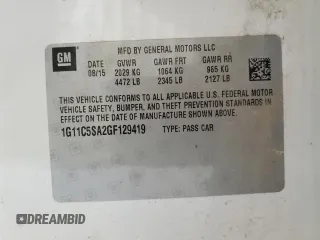 GM
MFD BY GENERAL MOTORS LLC
DATE GVWR GAWR FRT GAWR RR
08/15 2029 KG 1064 KG 965 KG
4472 LB 2345 LB 2127 LB
THIS VEHICLE CONFORMS TO ALL APPLICABLE U.S. FEDERAL MOTOR
VEHICLE SAFETY, BUMPER, AND THEFT PREVENTION STANDARDS IN
EFFECT ON THE DATE OF MANUFACTURE SHOWN ABOVE.
1G11C5SA2GF129419 TYPE: PASS CAR
DREAMBID